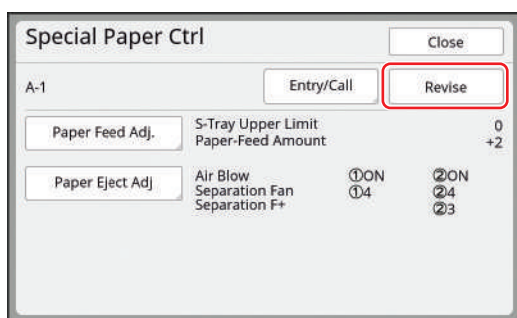 Special Paper Ctrl Close
A-1 Entry/Call Revise
Paper Feed Adj. S-Tray Upper Limit 0
Paper-Feed Amount +2
Paper Eject Adj Air Blow ①ON ②ON
Separation Fan ①4 ②4
Separation F+ ②3